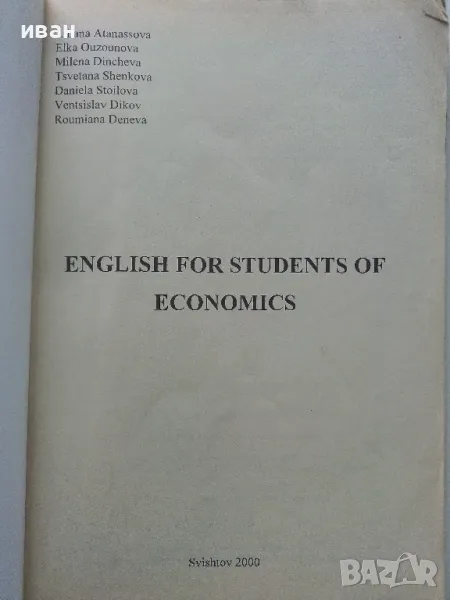 иван
Atanassova
Elka Ouzounova
Milena Dincheva
Tsvetana Shenkova
Daniela Stoilova
Ventsislav Dikov
Roumiana Deneva
ENGLISH FOR STUDENTS OF
ECONOMICS
Svishtov 2000
BAZAR